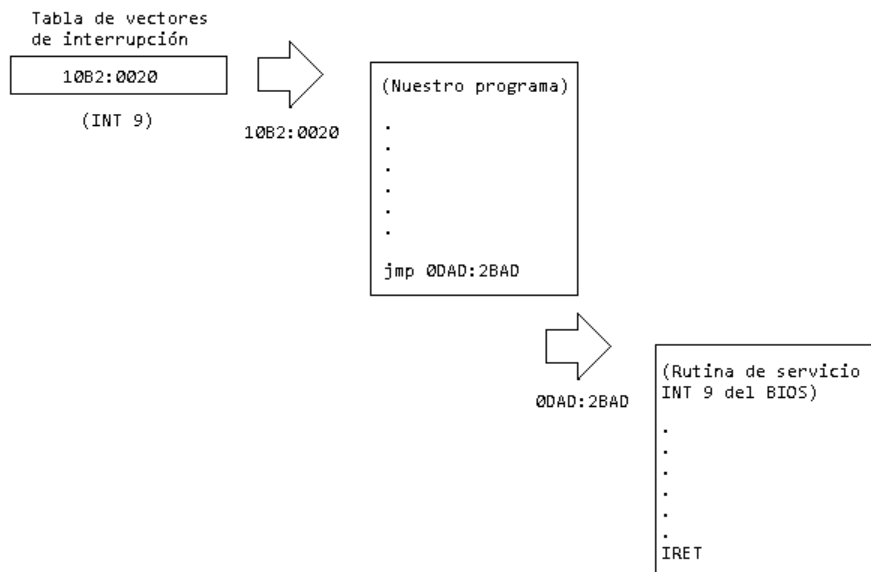 Tabla de vectores
de interrupción
10B2:0020
(INT 9)
10B2:0020
(Nuestro programa)
.
.
.
.
.
.
jmp 0DAD:2BAD
0DAD:2BAD
(Rutina de servicio
INT 9 del BIOS)
.
.
.
.
.
.
IRET